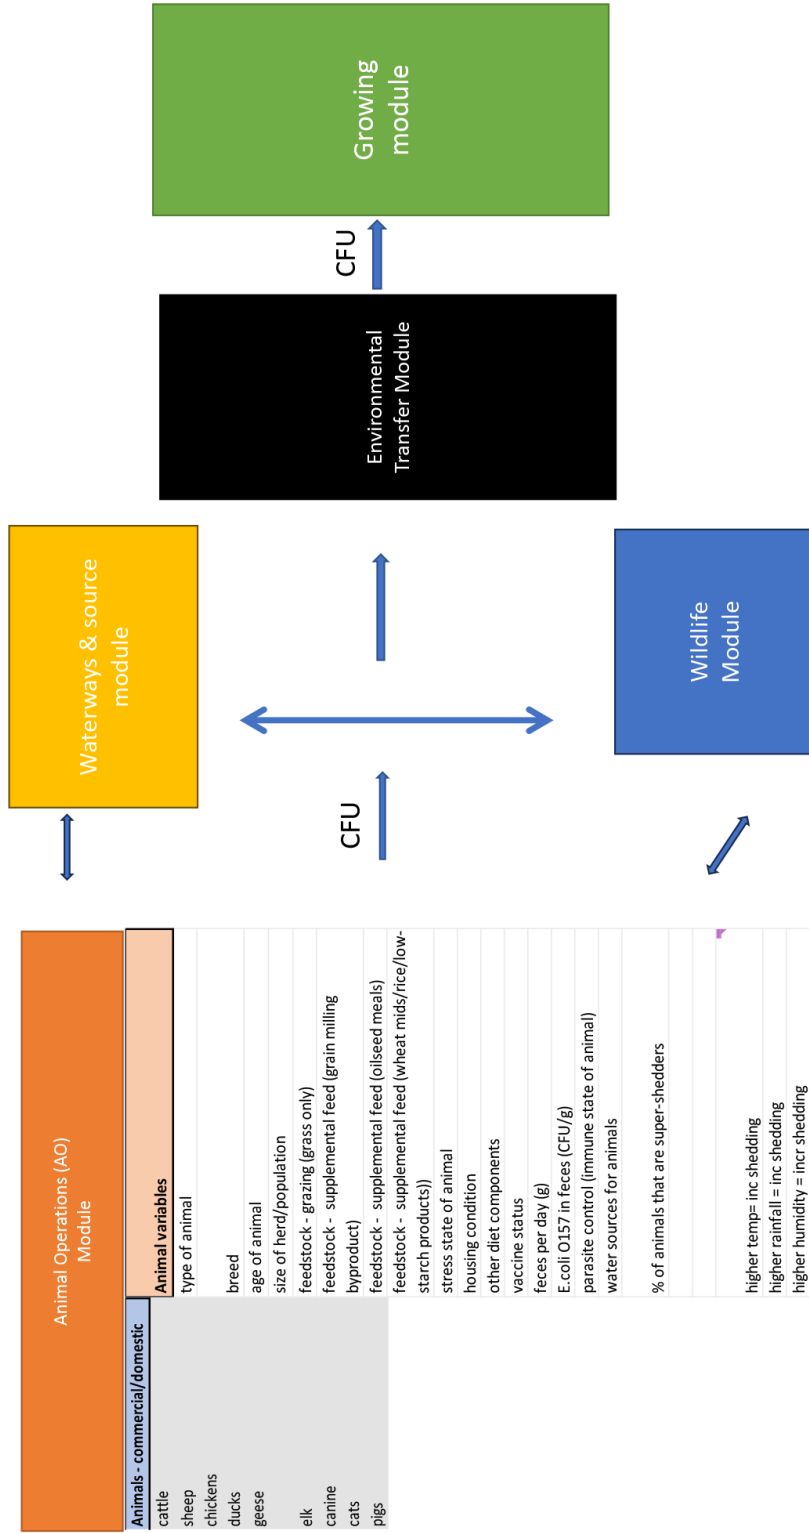 Animal Operations (AO)
Module
Animals - commercial/domestic
cattle
sheep
chickens
ducks
geese
elk
canine
cats
pigs
Animal variables
type of animal
breed
age of animal
size of herd/population
feedstock - grazing (grass only)
feedstock - supplemental feed (grain milling
byproduct)
feedstock - supplemental feed (oilseed meals)
feedstock - supplemental feed (wheat mids/rice/low-
starch products))
stress state of animal
housing condition
other diet components
vaccine status
feces per day (g)
E.coli O157 in feces (CFU/g)
parasite control (immune state of animal)
water sources for animals
% of animals that are super-shedders
higher temp= inc shedding
higher rainfall = inc shedding
higher humidity = incr shedding
Waterways & source
module
CFU
Wildlife
Module
Environmental
Transfer Module
CFU
Growing
module